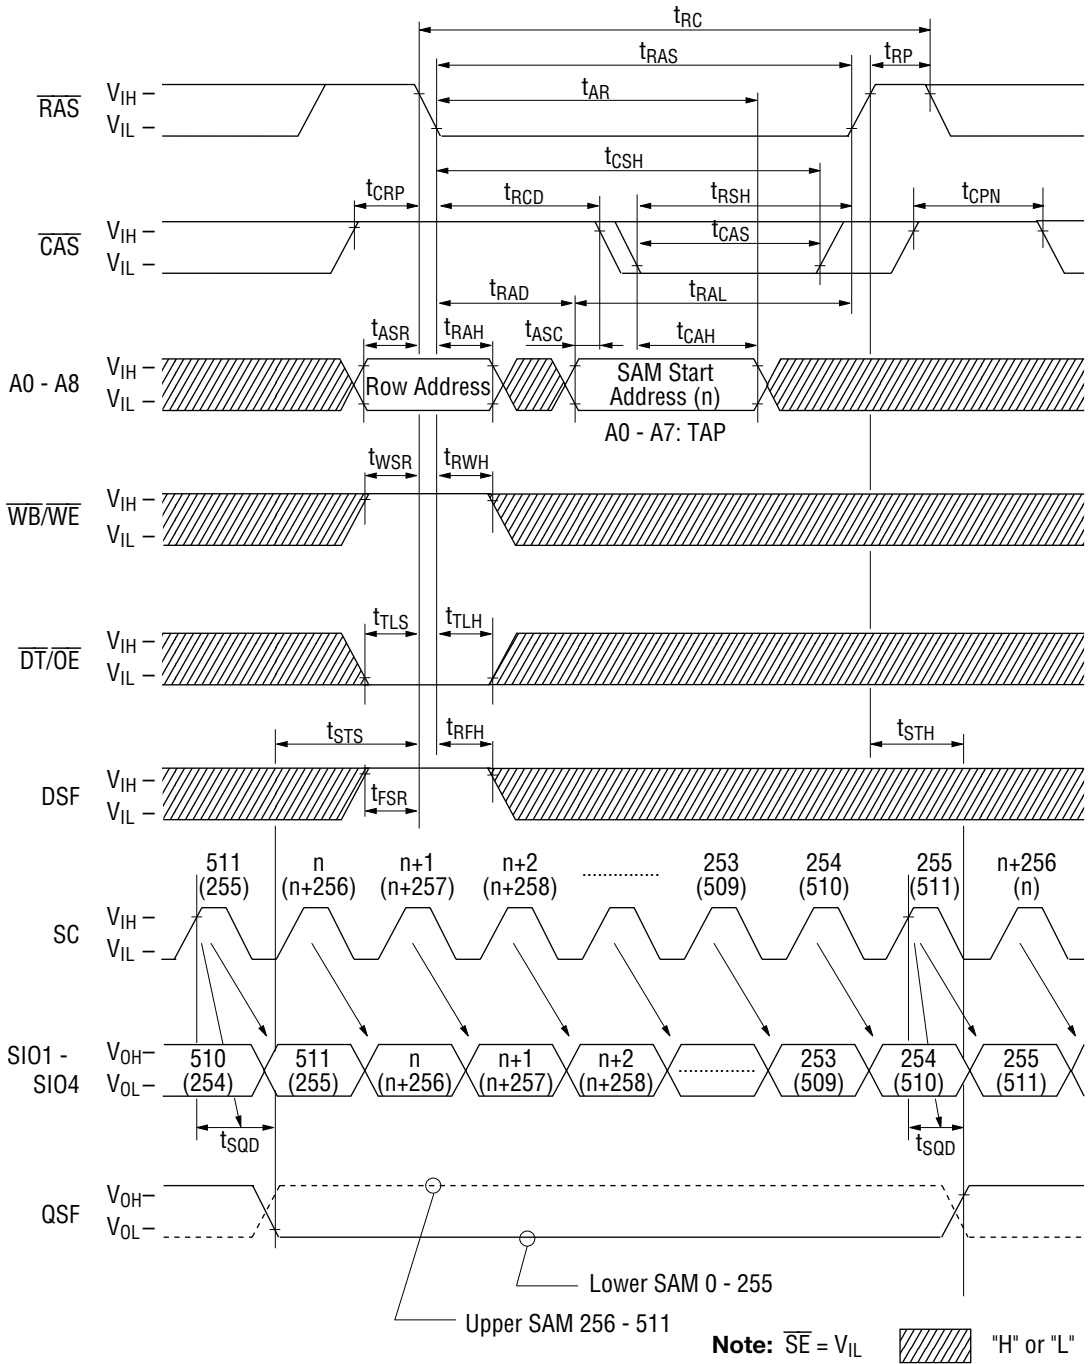 tRC
tRAS
tRP
tAR
RAS
VIH
VIL
tCSH
tCRP
tRCD
tRSH
tCPN
CAS
VIH
VIL
tCAS
tRAD
tRAL
tASR
tRAH
tASC
tCAH
A0 - A8
VIH
VIL
Row Address
SAM Start
Address (n)
A0 - A7: TAP
tWSR
tRWH
WB/WE
VIH
VIL
tTLS
tTLH
DT/OE
VIH
VIL
tSTS
tRFH
tSTH
DSF
VIH
VIL
tFSR
511 n n+1 n+2 ............... 253 254 255 n+256
(255) (n+256) (n+257) (n+258) (509) (510) (511) (n)
SC
VIH
VIL
SIO1 -
SIO4
VOH
VOL
510 511 n n+1 n+2 ............... 253 254 255
(254) (255) (n+256) (n+257) (n+258) (509) (510) (511)
tSQD
tSQD
QSF
VOH
VOL
Lower SAM 0 - 255
Upper SAM 256 - 511
Note: SE = VIL
"H" or "L"